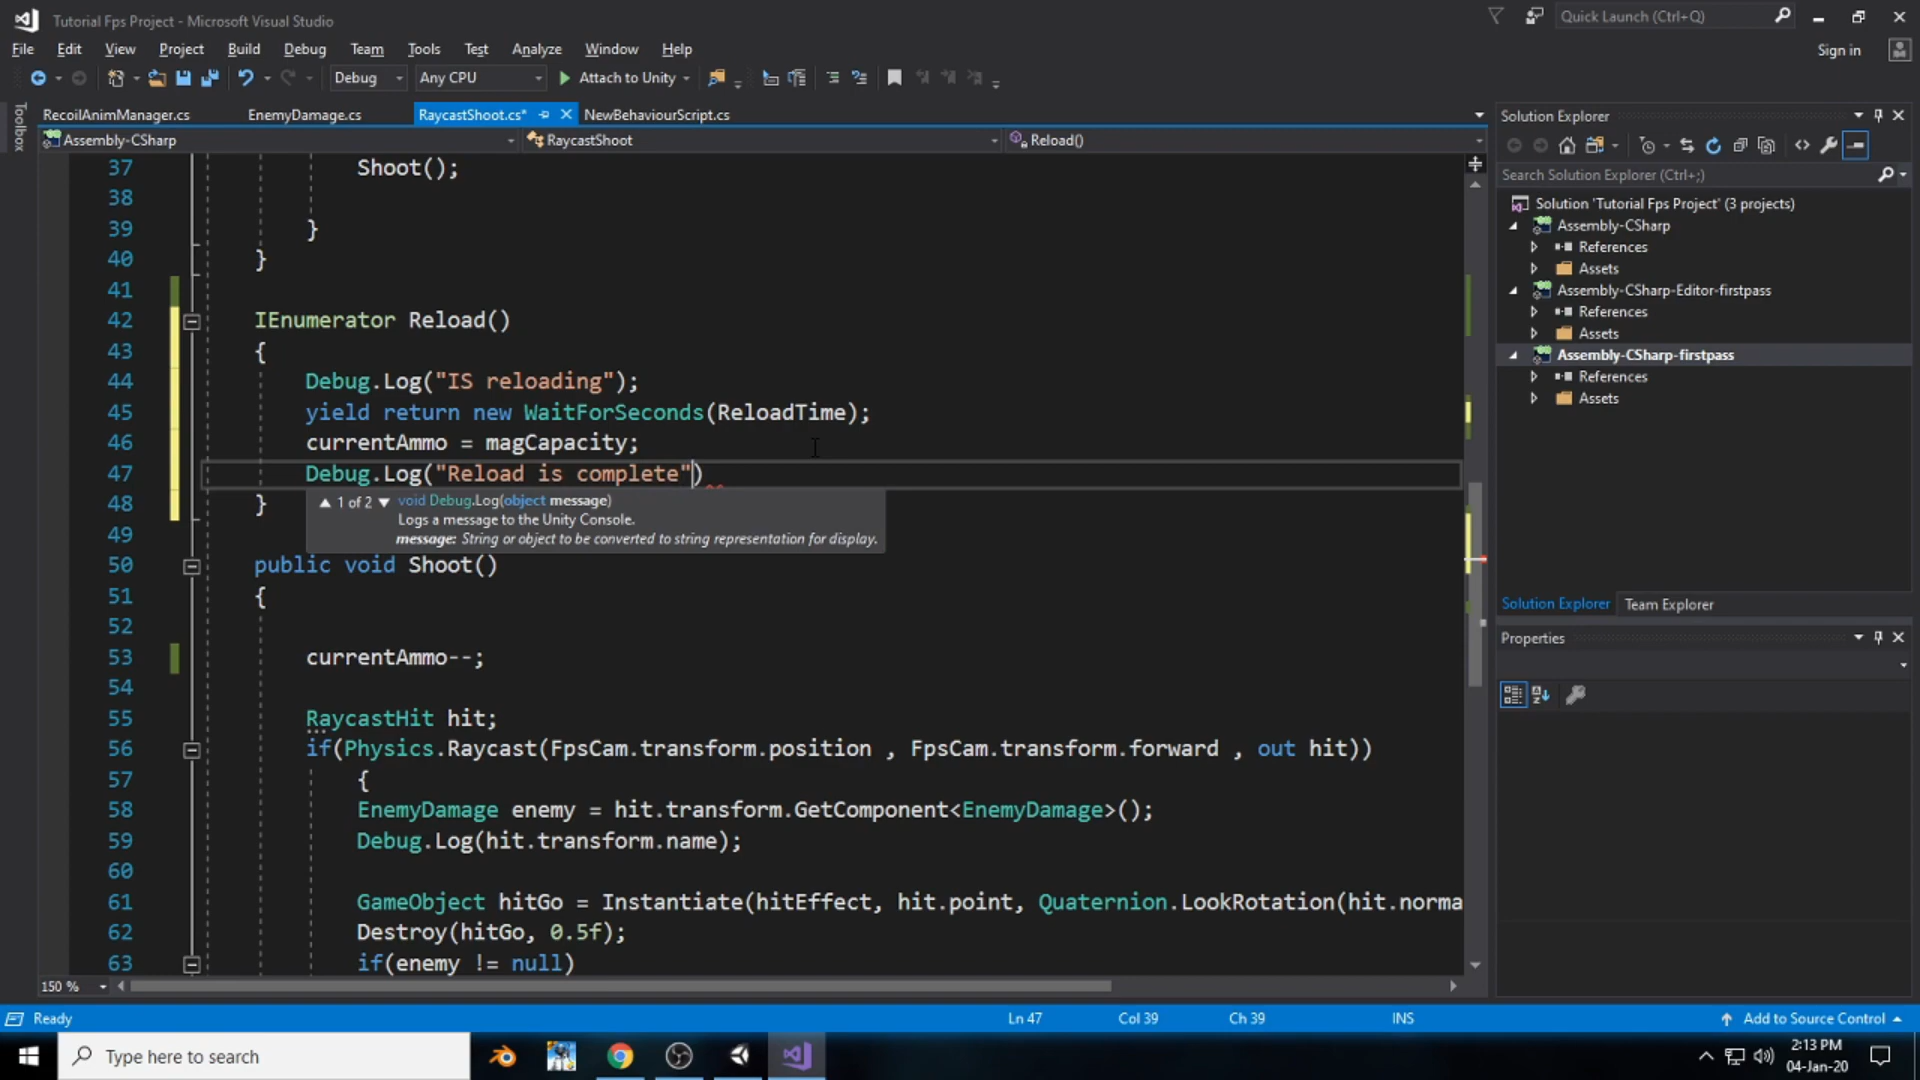 Tutorial Fps Project - Microsoft Visual Studio
Quick Launch (Ctrl+Q)
File Edit View Project Build Debug Team Tools Test Analyze Window Help
Sign in
Debug Any CPU Attach to Unity
RecoilAnimManager.cs EnemyDamage.cs RaycastShoot.cs* NewBehaviourScript.cs
Assembly-CSharp RaycastShoot Reload()
Toolbox
37 Shoot();
38
39 }
40 }
41
42 IEnumerator Reload()
43 {
44 Debug.Log("IS reloading");
45 yield return new WaitForSeconds(ReloadTime);
46 currentAmmo = magCapacity;
47 Debug.Log("Reload is complete")
48 }
1 of 2 void Debug.Log(object message)
Logs a message to the Unity Console.
message: String or object to be converted to string representation for display.
49
50 public void Shoot()
51 {
52
53 currentAmmo--;
54
55 RaycastHit hit;
56 if(Physics.Raycast(FpsCam.transform.position , FpsCam.transform.forward , out hit))
57 {
58 EnemyDamage enemy = hit.transform.GetComponent<EnemyDamage>();
59 Debug.Log(hit.transform.name);
60
61 GameObject hitGo = Instantiate(hitEffect, hit.point, Quaternion.LookRotation(hit.norma
62 Destroy(hitGo, 0.5f);
63 if(enemy != null)
150 %
Solution Explorer
Search Solution Explorer (Ctrl+;)
Solution 'Tutorial Fps Project' (3 projects)
Assembly-CSharp
References
Assets
Assembly-CSharp-Editor-firstpass
References
Assets
Assembly-CSharp-firstpass
References
Assets
Solution Explorer Team Explorer
Properties
Ready Ln 47 Col 39 Ch 39 INS Add to Source Control
Type here to search
2:13 PM
04-Jan-20